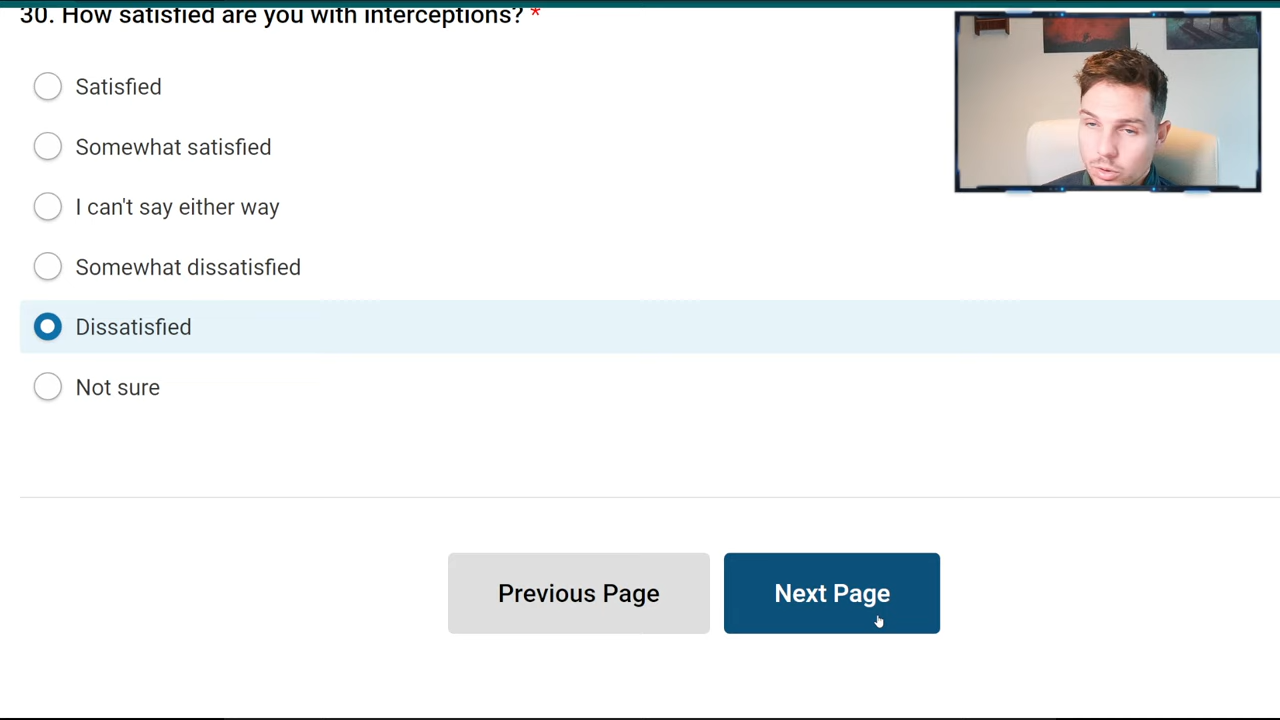 30. How satisfied are you with interceptions? *
Satisfied
Somewhat satisfied
I can't say either way
Somewhat dissatisfied
Dissatisfied
Not sure
Previous Page
Next Page